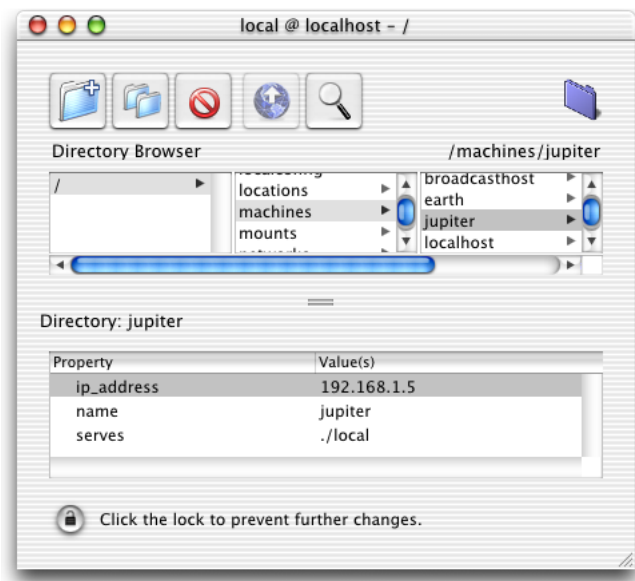 local @ localhost – /
Directory Browser /machines/jupiter
/
locations
machines
mounts
broadcasthost
earth
jupiter
localhost
Directory: jupiter
Property Value(s)
ip_address 192.168.1.5
name jupiter
serves ./local
Click the lock to prevent further changes.